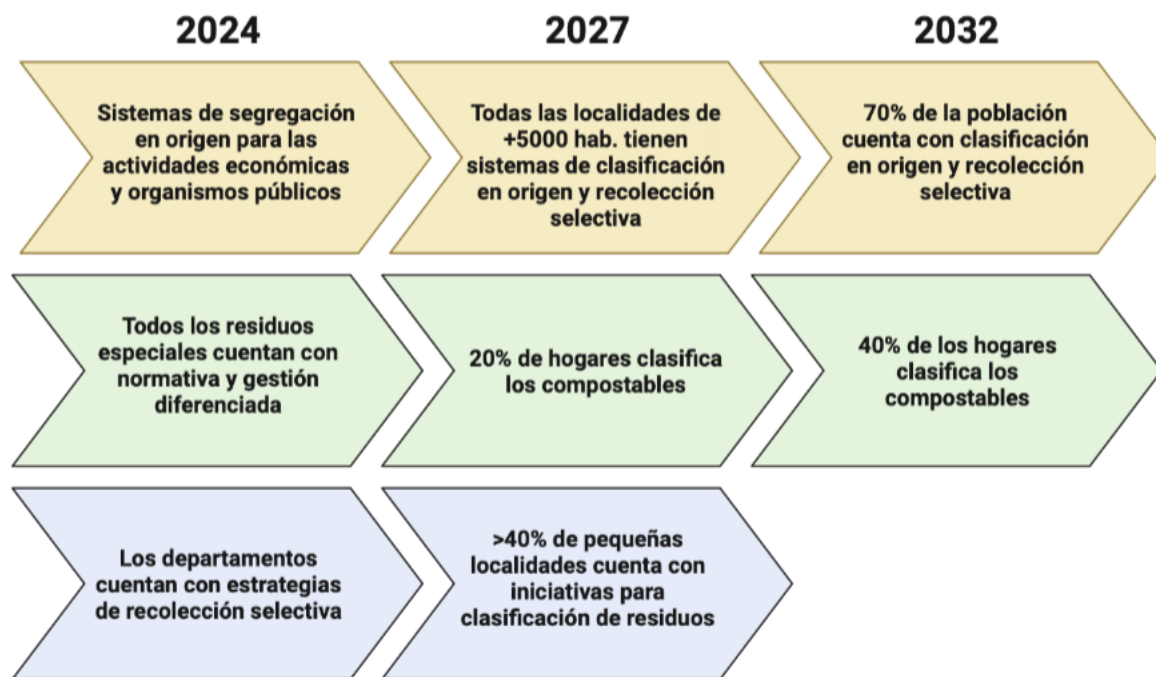 2024
2027
2032
Sistemas de segregación
en origen para las
actividades económicas
y organismos públicos
Todas las localidades de
+5000 hab. tienen
sistemas de clasificación
en origen y recolección
selectiva
70% de la población
cuenta con clasificación
en origen y recolección
selectiva
Todos los residuos
especiales cuentan con
normativa y gestión
diferenciada
20% de hogares clasifica
los compostables
40% de los hogares
clasifica los
compostables
Los departamentos
cuentan con estrategias
de recolección selectiva
>40% de pequeñas
localidades cuenta con
iniciativas para
clasificación de residuos